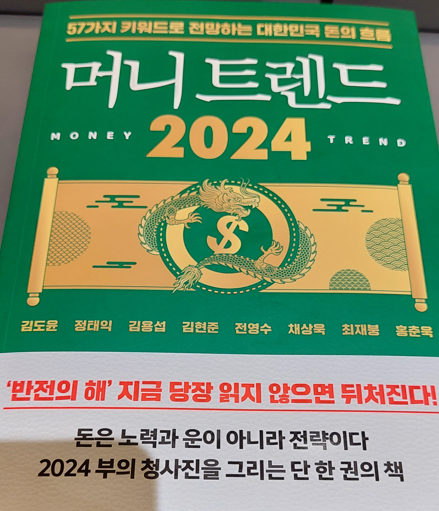 57가지 키워드로 전망하는 대한민국 돈의 흐름
머니 트렌드
MONEY 2024 TREND
$
김도윤 정태익 김용섭 김현준 전영수 채상욱 최재붕 홍춘욱
‘반전의 해’ 지금 당장 읽지 않으면 뒤처진다!
돈은 노력과 운이 아니라 전략이다
2024 부의 청사진을 그리는 단 한 권의 책